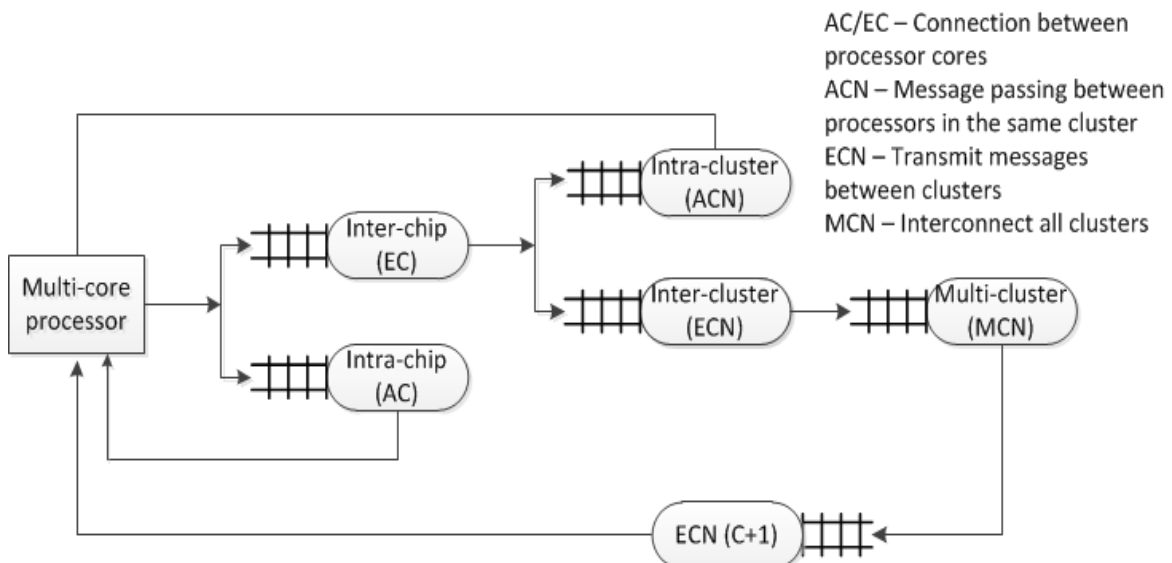 AC/EC – Connection between
processor cores
ACN – Message passing between
processors in the same cluster
ECN – Transmit messages
between clusters
MCN – Interconnect all clusters
Intra-cluster
(ACN)
Inter-chip
(EC)
Multi-core
processor
Inter-cluster
(ECN)
Multi-cluster
(MCN)
Intra-chip
(AC)
ECN (C+1)